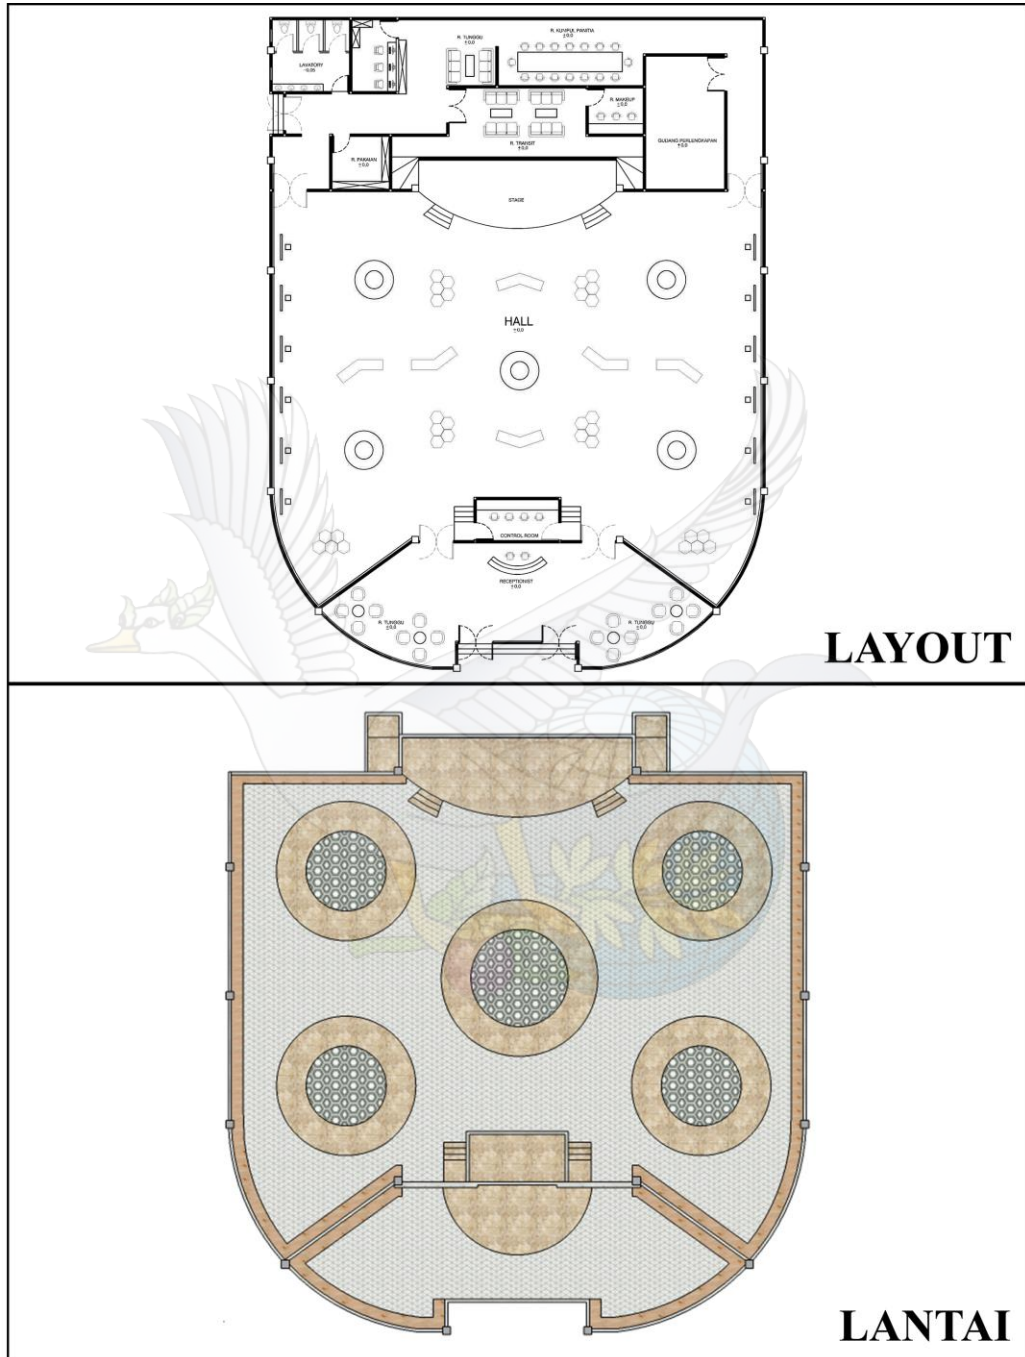 R. TUNGGU
±0.0
R. KUMPUL PANITIA
±0.0
LAVATORY
-0.05
R. MAKEUP
±0.0
R. TRANSIT
±0.0
GUDANG PERLENGKAPAN
±0.0
R. PAKAIAN
±0.0
STAGE
HALL
±0.0
CONTROL ROOM
RECEPTIONIST
±0.0
R. TUNGGU
±0.0
R. TUNGGU
±0.0
LAYOUT
LANTAI